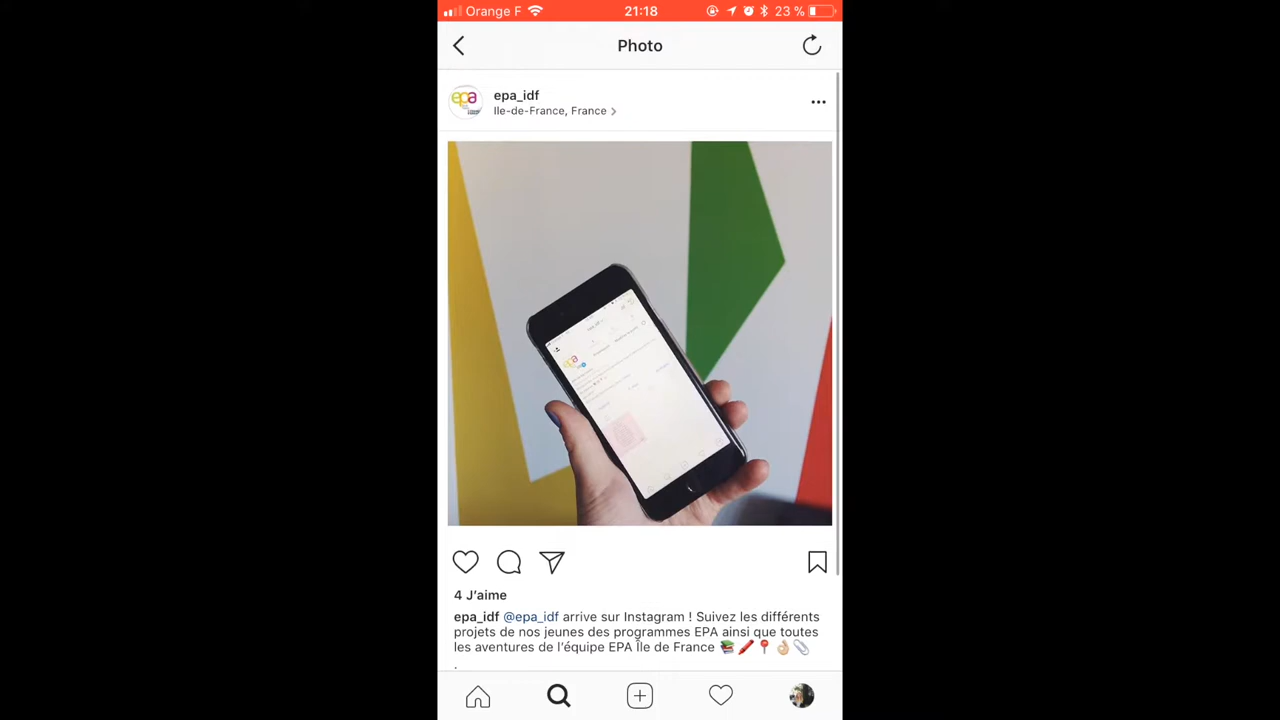 Orange F 21:18 23 %
Photo
epa
epa_idf
Ile-de-France, France
epa
4 J'aime
epa_idf @epa_idf arrive sur Instagram ! Suivez les différents
projets de nos jeunes des programmes EPA ainsi que toutes
les aventures de l'équipe EPA Île de France 📚🖍️📍👌🏼📎
.